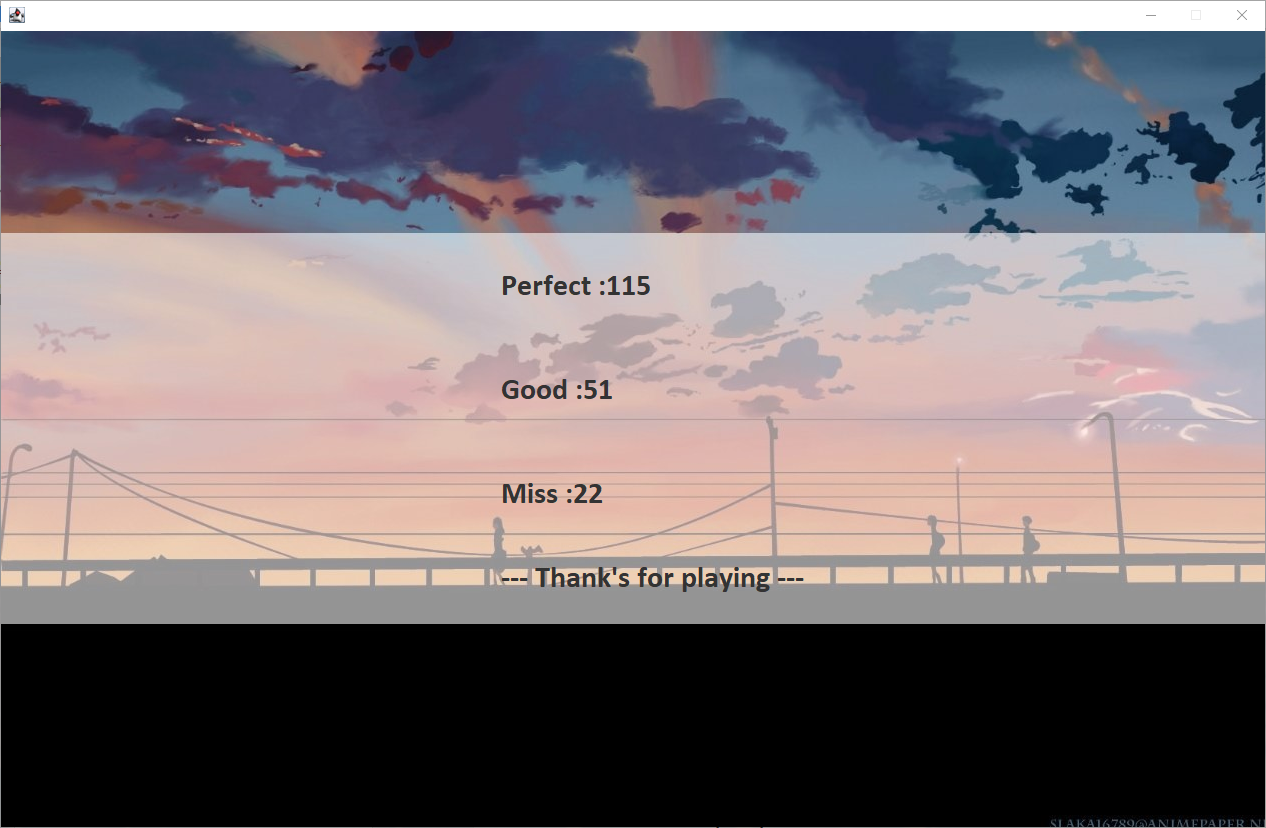 Perfect :115
Good :51
Miss :22
--- Thank's for playing ---